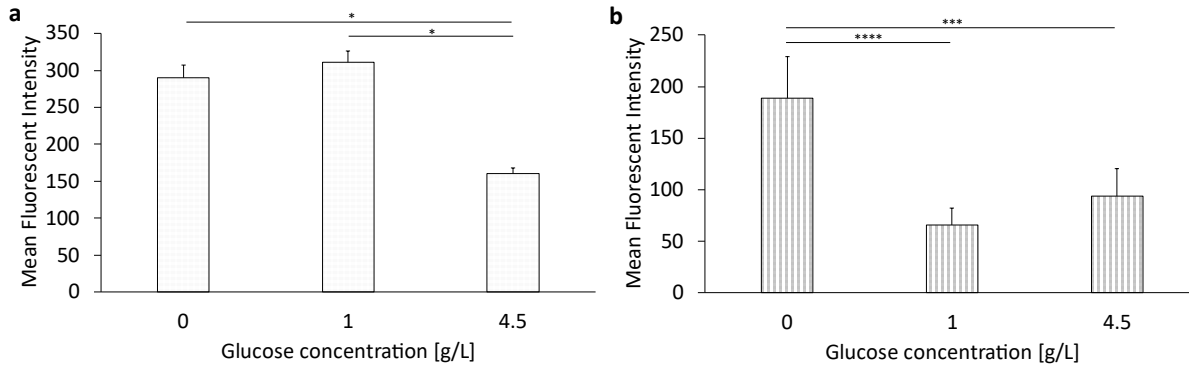 a
*
*
350
300
250
200
150
100
50
0
Mean Fluorescent Intensity
0 1 4.5
Glucose concentration [g/L]
b
***
****
250
200
150
100
50
0
Mean Fluorescent Intensity
0 1 4.5
Glucose concentration [g/L]